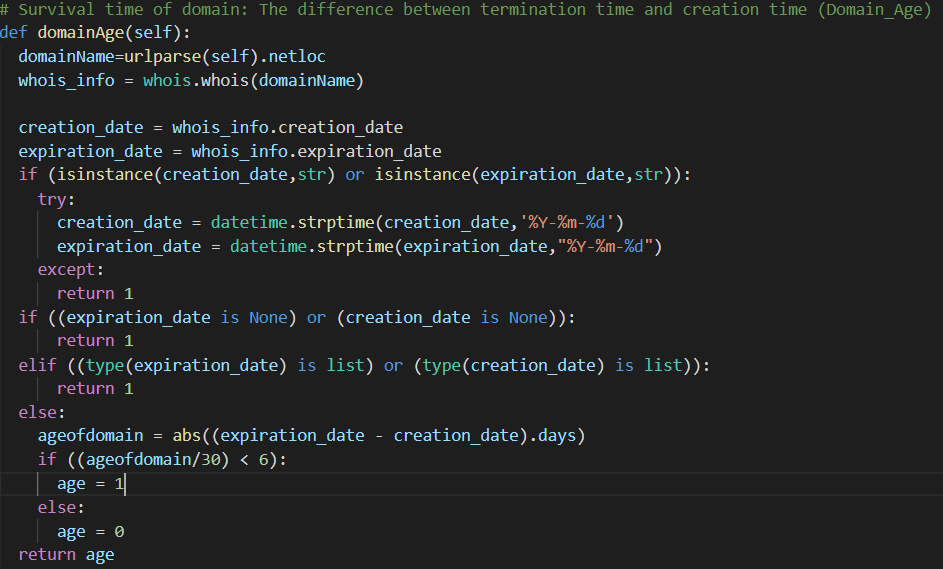 # Survival time of domain: The difference between termination time and creation time (Domain_Age)
def domainAge(self):
  domainName=urlparse(self).netloc
  whois_info = whois.whois(domainName)

  creation_date = whois_info.creation_date
  expiration_date = whois_info.expiration_date
  if (isinstance(creation_date,str) or isinstance(expiration_date,str)):
    try:
      creation_date = datetime.strptime(creation_date,'%Y-%m-%d')
      expiration_date = datetime.strptime(expiration_date,"%Y-%m-%d")
    except:
      return 1
  if ((expiration_date is None) or (creation_date is None)):
      return 1
  elif ((type(expiration_date) is list) or (type(creation_date) is list)):
      return 1
  else:
    ageofdomain = abs((expiration_date - creation_date).days)
    if ((ageofdomain/30) < 6):
      age = 1
    else:
      age = 0
  return age